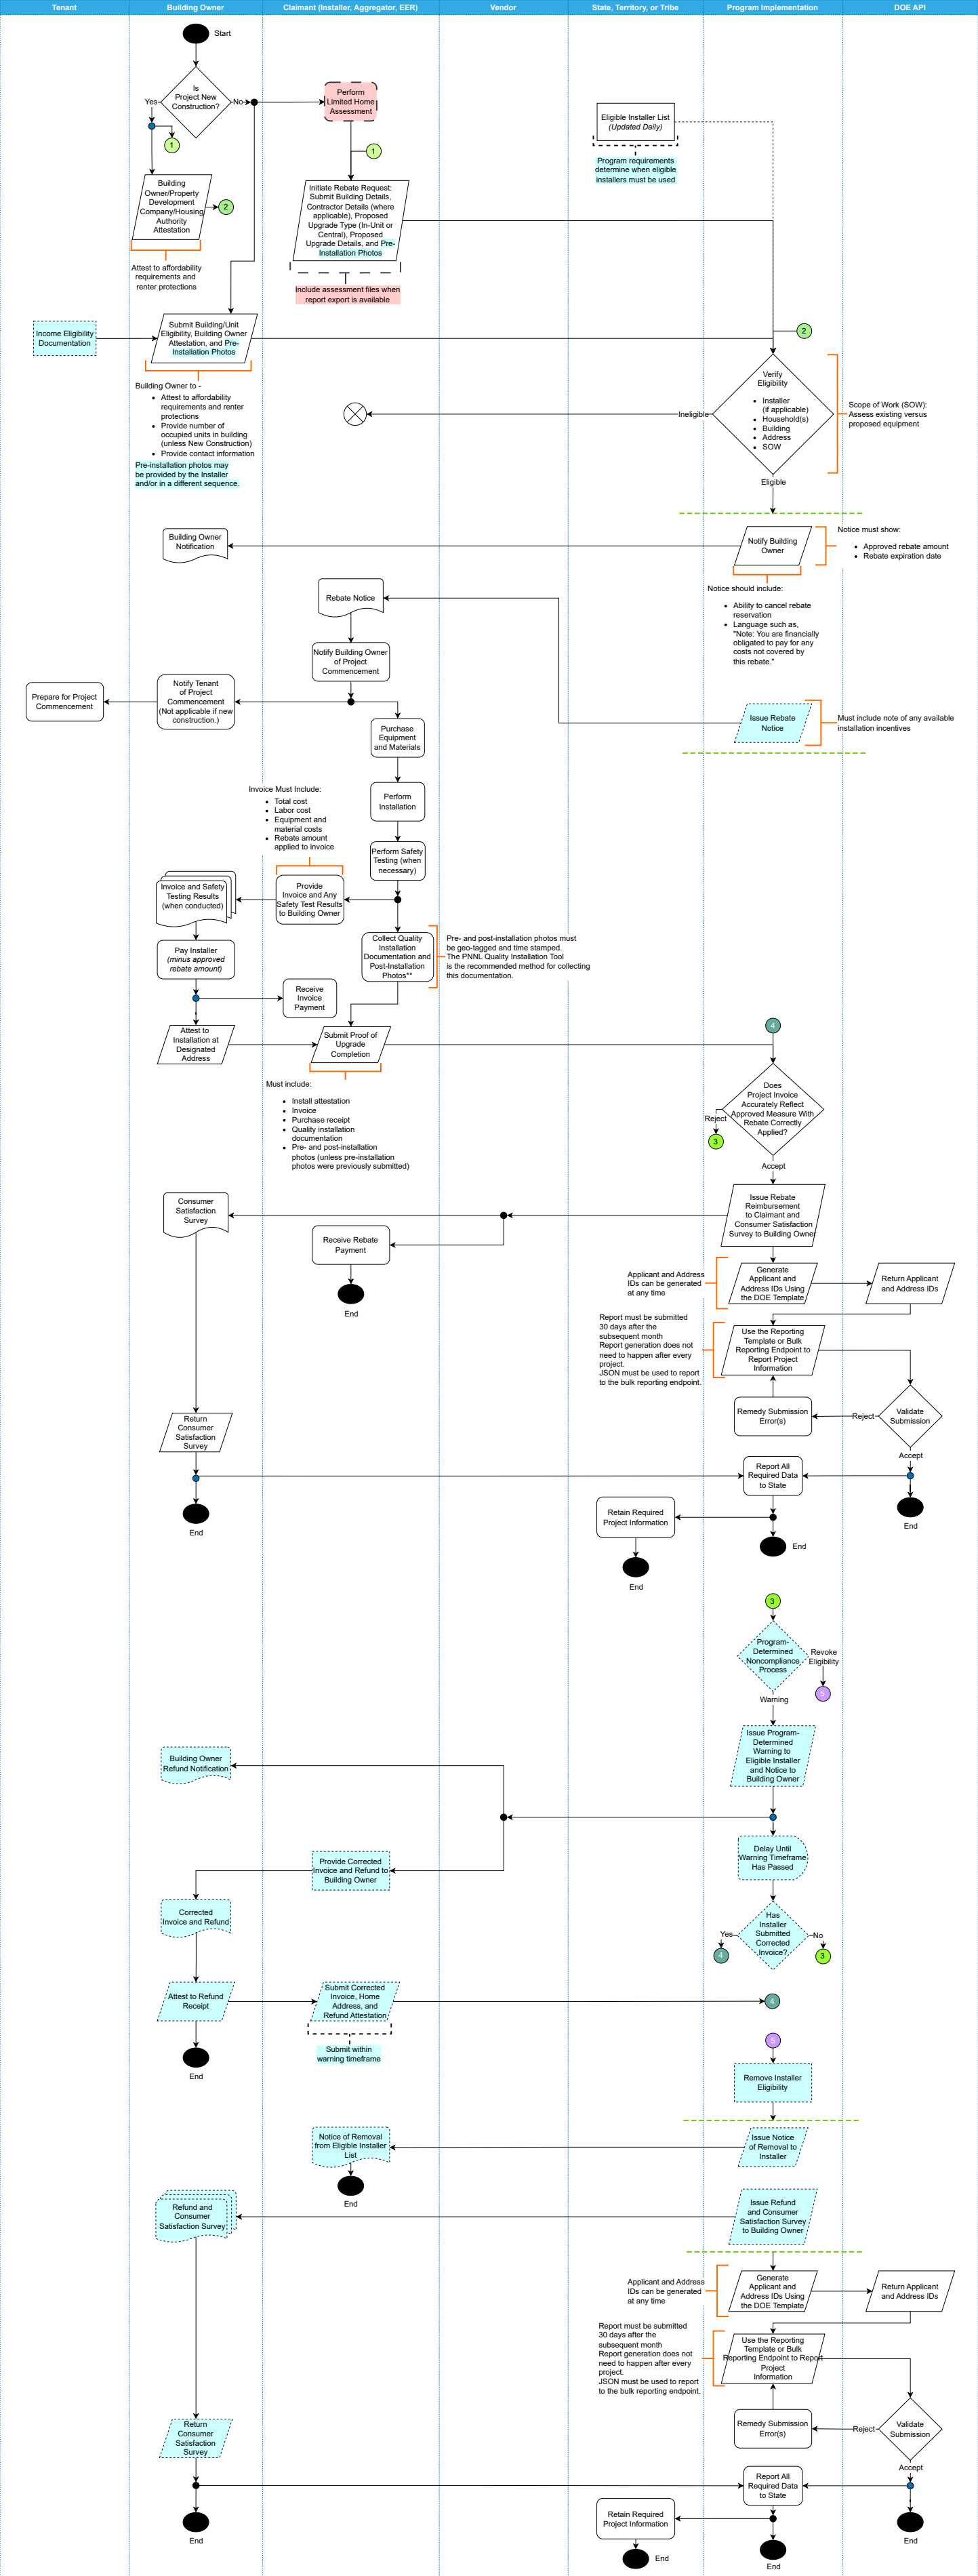 Tenant
Building Owner
Claimant (Installer, Aggregator, EER)
Vendor
State, Territory, or Tribe
Program Implementation
DOE API
Start
Is
Project New
Construction?
Yes
No
1
Perform
Limited Home
Assessment
Eligible Installer List
(Updated Daily)
Program requirements
determine when eligible
installers must be used
1
Building
Owner/Property
Development
Company/Housing
Authority
Attestation
2
Attest to affordability
requirements and
renter protections
Initiate Rebate Request:
Submit Building Details,
Contractor Details (where
applicable), Proposed
Upgrade Type (In-Unit or
Central), Proposed
Upgrade Details, and Pre-
Installation Photos
Include assessment files when
report export is available
Income Eligibility
Documentation
Submit Building/Unit
Eligibility, Building Owner
Attestation, and Pre-
Installation Photos
2
Building Owner to -
• Attest to affordability
requirements and renter
protections
• Provide number of
occupied units in building
(unless New Construction)
• Provide contact information
Pre-installation photos may
be provided by the Installer
and/or in a different sequence.
Verify
Eligibility
• Installer
(if applicable)
• Household(s)
• Building
• Address
• SOW
Ineligible
Eligible
Scope of Work (SOW):
Assess existing versus
proposed equipment
Building Owner
Notification
Notify Building
Owner
Notice must show:
• Approved rebate amount
• Rebate expiration date
Notice should include:
• Ability to cancel rebate
reservation
• Language such as,
"Note: You are financially
obligated to pay for any
costs not covered by
this rebate."
Rebate Notice
Notify Building Owner
of Project
Commencement
Prepare for Project
Commencement
Notify Tenant
of Project
Commencement
(Not applicable if new
construction.)
Issue Rebate
Notice
Must include note of any available
installation incentives
Purchase
Equipment
and Materials
Perform
Installation
Invoice Must Include:
• Total cost
• Labor cost
• Equipment and
material costs
• Rebate amount
applied to invoice
Perform Safety
Testing (when
necessary)
Invoice and Safety
Testing Results
(when conducted)
Provide
Invoice and Any
Safety Test Results
to Building Owner
Pay Installer
(minus approved
rebate amount)
Collect Quality
Installation
Documentation and
Post-Installation
Photos**
Pre- and post-installation photos must
be geo-tagged and time stamped.
The PNNL Quality Installation Tool
is the recommended method for collecting
this documentation.
Receive
Invoice
Payment
Attest to
Installation at
Designated
Address
Submit Proof of
Upgrade
Completion
4
Must include:
• Install attestation
• Invoice
• Purchase receipt
• Quality installation
documentation
• Pre- and post-installation
photos (unless pre-installation
photos were previously submitted)
Does
Project Invoice
Accurately Reflect
Approved Measure With
Rebate Correctly
Applied?
Reject
3
Accept
Consumer
Satisfaction
Survey
Receive Rebate
Payment
End
Issue Rebate
Reimbursement
to Claimant and
Consumer Satisfaction
Survey to Building Owner
Applicant and Address
IDs can be generated
at any time
Generate
Applicant and
Address IDs Using
the DOE Template
Return Applicant
and Address IDs
Report must be submitted
30 days after the
subsequent month
Report generation does not
need to happen after every
project.
JSON must be used to report
to the bulk reporting endpoint.
Use the Reporting
Template or Bulk
Reporting Endpoint to
Report Project
Information
Remedy Submission
Error(s)
Reject
Validate
Submission
Accept
Return
Consumer
Satisfaction
Survey
End
Report All
Required Data
to State
Retain Required
Project Information
End
End
End
3
Program-
Determined
Noncompliance
Process
Revoke
Eligibility
5
Warning
Issue Program-
Determined
Warning to
Eligible Installer
and Notice to
Building Owner
Building Owner
Refund Notification
Delay Until
Warning Timeframe
Has Passed
Provide Corrected
Invoice and Refund to
Building Owner
Corrected
Invoice and Refund
Has
Installer
Submitted
Corrected
Invoice?
Yes
4
No
3
Attest to Refund
Receipt
Submit Corrected
Invoice, Home
Address, and
Refund Attestation
4
Submit within
warning timeframe
End
5
Remove Installer
Eligibility
Notice of Removal
from Eligible Installer
List
End
Issue Notice
of Removal to
Installer
Refund and
Consumer
Satisfaction Survey
Issue Refund
and Consumer
Satisfaction Survey
to Building Owner
Applicant and Address
IDs can be generated
at any time
Generate
Applicant and
Address IDs Using
the DOE Template
Return Applicant
and Address IDs
Report must be submitted
30 days after the
subsequent month
Report generation does not
need to happen after every
project.
JSON must be used to report
to the bulk reporting endpoint.
Use the Reporting
Template or Bulk
Reporting Endpoint to Report
Project
Information
Remedy Submission
Error(s)
Reject
Validate
Submission
Accept
Return
Consumer
Satisfaction
Survey
End
Report All
Required Data
to State
Retain Required
Project Information
End
End
End